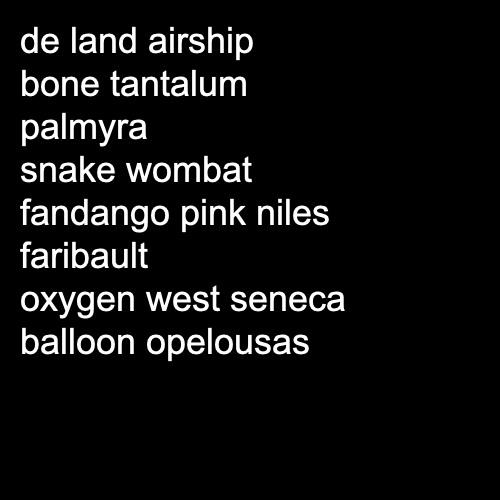 de land airship
bone tantalum
palmyra
snake wombat
fandango pink niles
faribault
oxygen west seneca
balloon opelousas